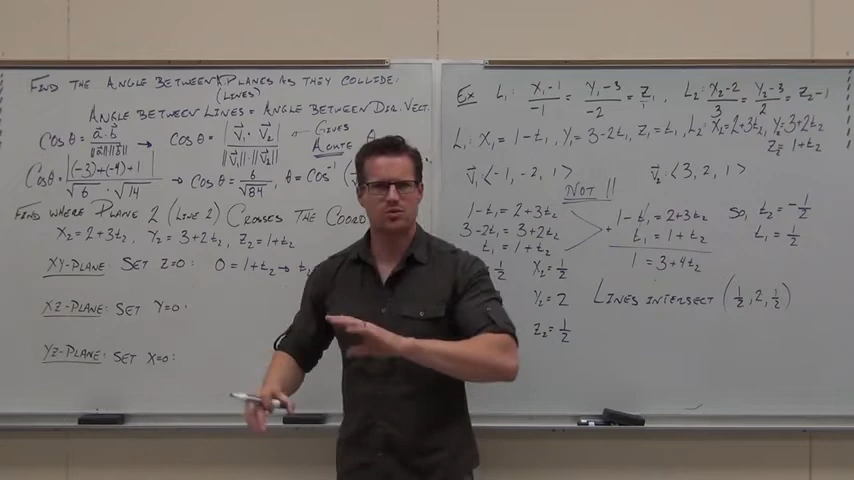 FIND THE ANGLE BETWEEN PLANES AS THEY COLLIDE:
(LINES)
ANGLE BETWEEN LINES = ANGLE BETWEEN DIR. VECT.
COS θ = a·b / ||a|| ||b|| → COS θ = |V₁ · V₂| / ||V₁|| · ||V₂|| ← GIVES ACUTE
COS θ = |(-3)+(-4)+1| / √6 · √14 → COS θ = 6/√84, θ = COS⁻¹
FIND WHERE PLANE 2 (LINE 2) CROSSES THE COORD
X₂ = 2+3t₂, Y₂ = 3+2t₂, Z₂ = 1+t₂
XY-PLANE: SET Z=0: 0 = 1+t₂ → t₂
XZ-PLANE: SET Y=0:
YZ-PLANE: SET X=0:
EX L₁: X₁-1/-1 = Y₁-3/-2 = Z₁/1, L₂: X₂-2/3 = Y₂-3/2 = Z₂-1
L₁: X₁ = 1-t₁, Y₁ = 3-2t₁, Z₁ = t₁, L₂: X₂ = 2+3t₂, Y₂ = 3+2t₂
Z₂ = 1+t₂
V₁: <-1, -2, 1> V₂: <3, 2, 1>
NOT ||
1-t₁ = 2+3t₂
3-2t₁ = 3+2t₂
t₁ = 1+t₂
1-t₁ = 2+3t₂
+ t₁ = 1+t₂
1 = 3+4t₂
SO, t₂ = -1/2
t₁ = 1/2
X₂ = 1/2
Y₂ = 2
Z₂ = 1/2
LINES INTERSECT (1/2, 2, 1/2)